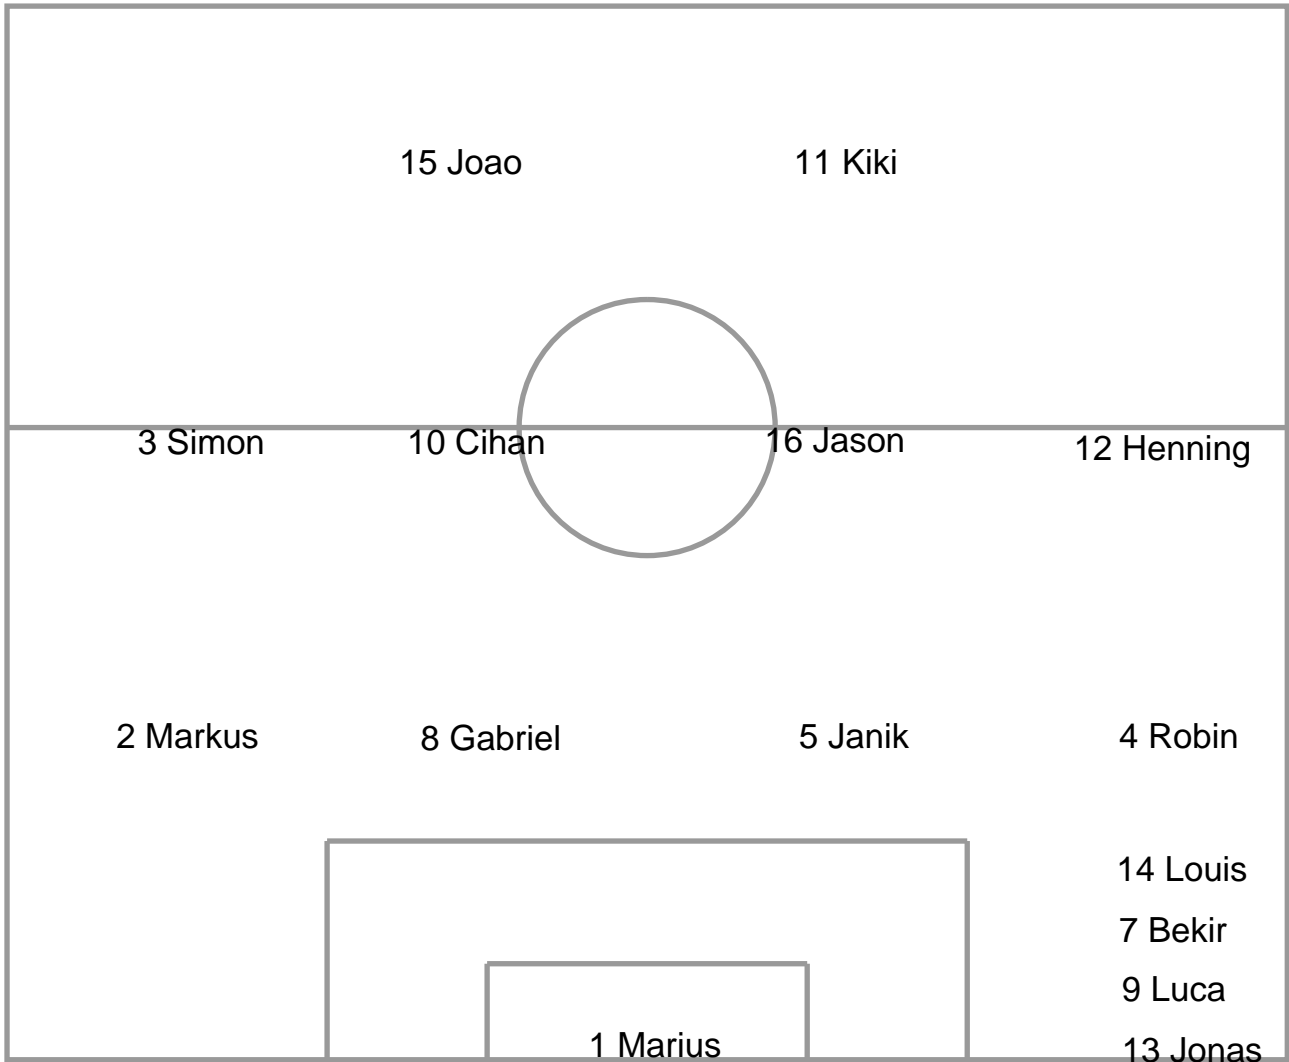 15 Joao
11 Kiki
3 Simon
10 Cihan
16 Jason
12 Henning
2 Markus
8 Gabriel
5 Janik
4 Robin
14 Louis
7 Bekir
9 Luca
1 Marius
13 Jonas